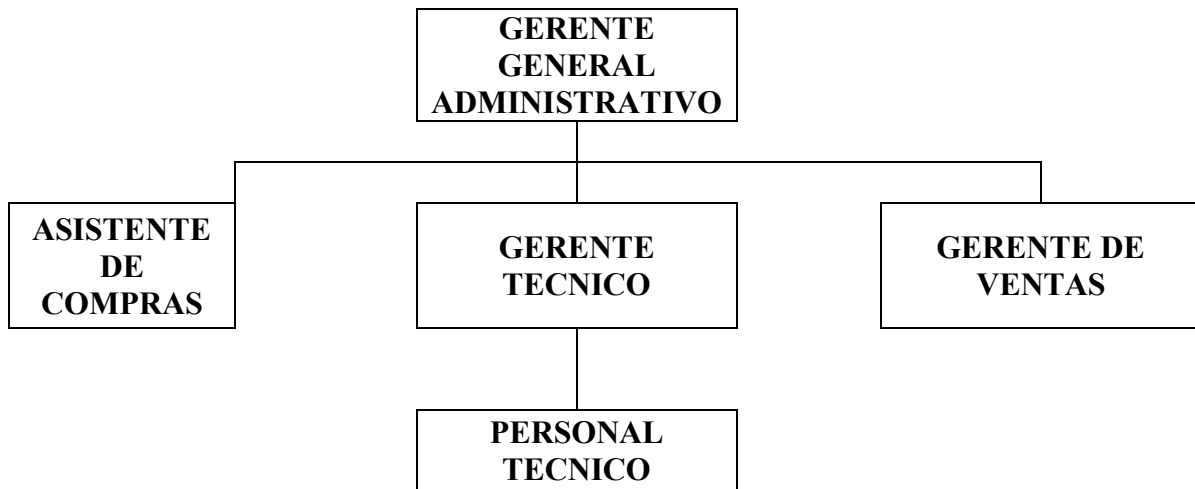 GERENTE
GENERAL
ADMINISTRATIVO
ASISTENTE
DE
COMPRAS
GERENTE
TECNICO
GERENTE DE
VENTAS
PERSONAL
TECNICO